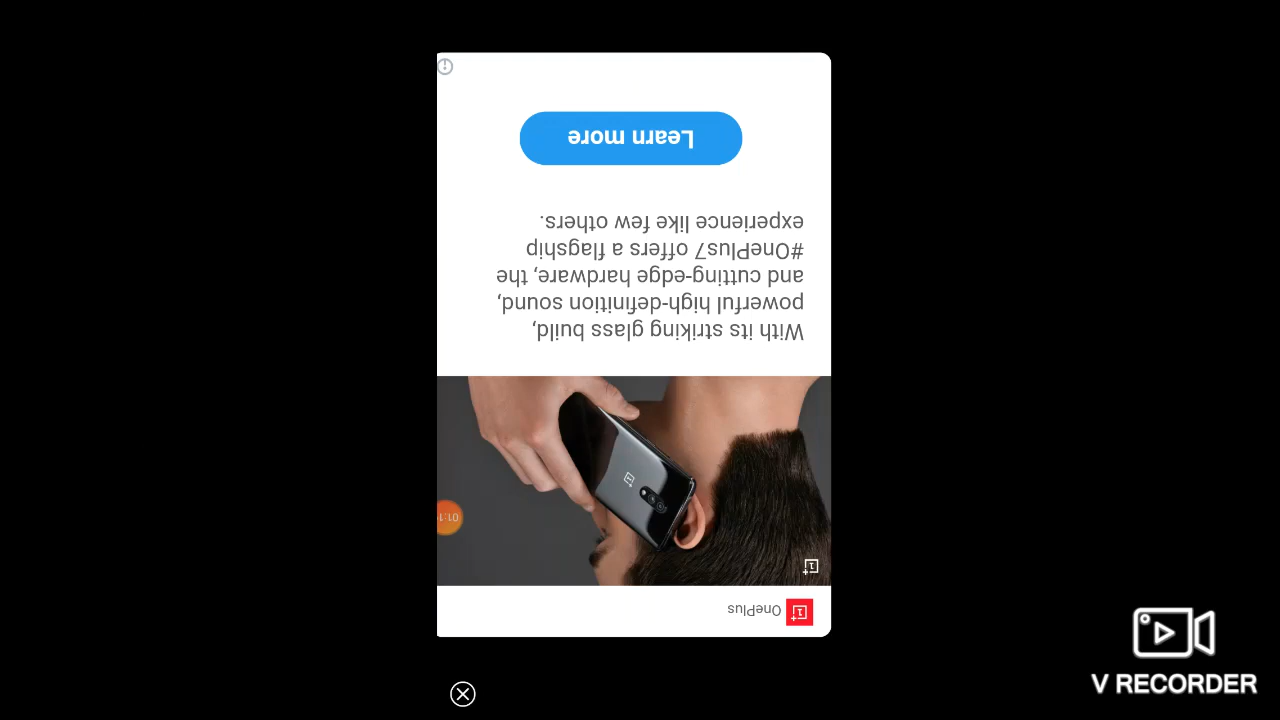 OnePlus
With its striking glass build,
powerful high-definition sound,
and cutting-edge hardware, the
#OnePlus7 offers a flagship
experience like few others.
Learn more
V RECORDER